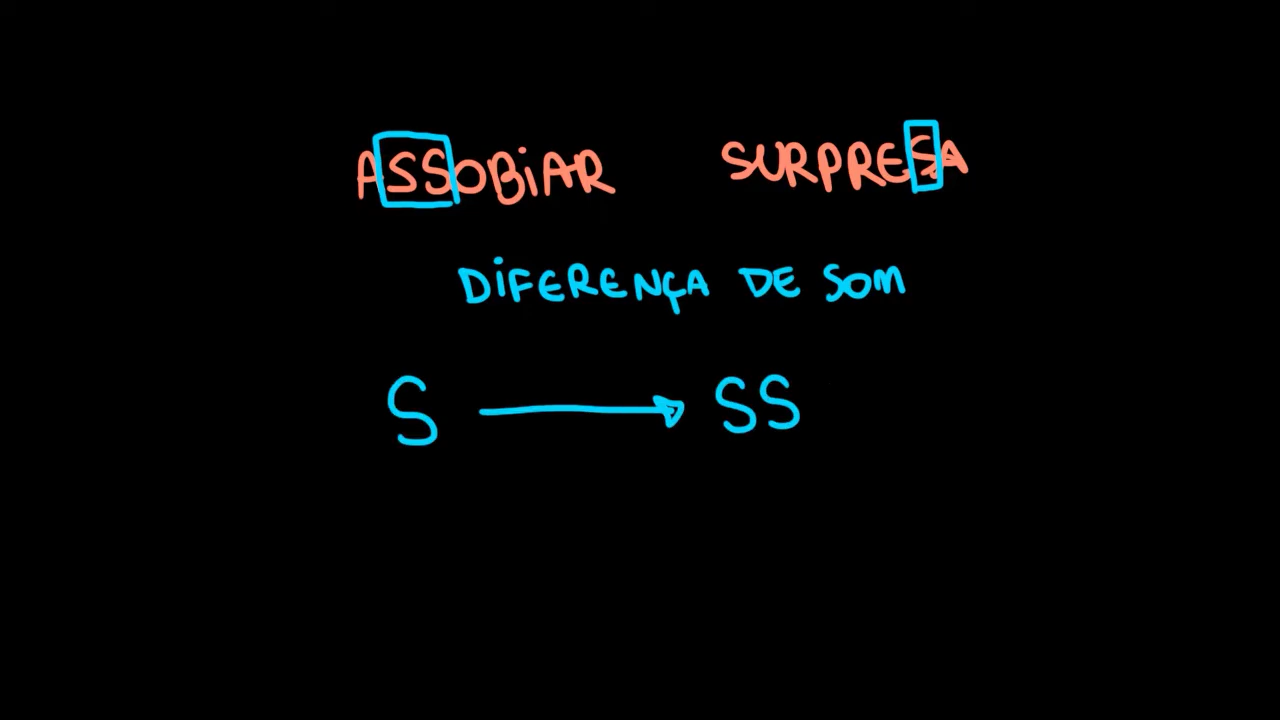 ASSOBiAR SURPRESA
DiFERENÇA DE SOM
S → SS